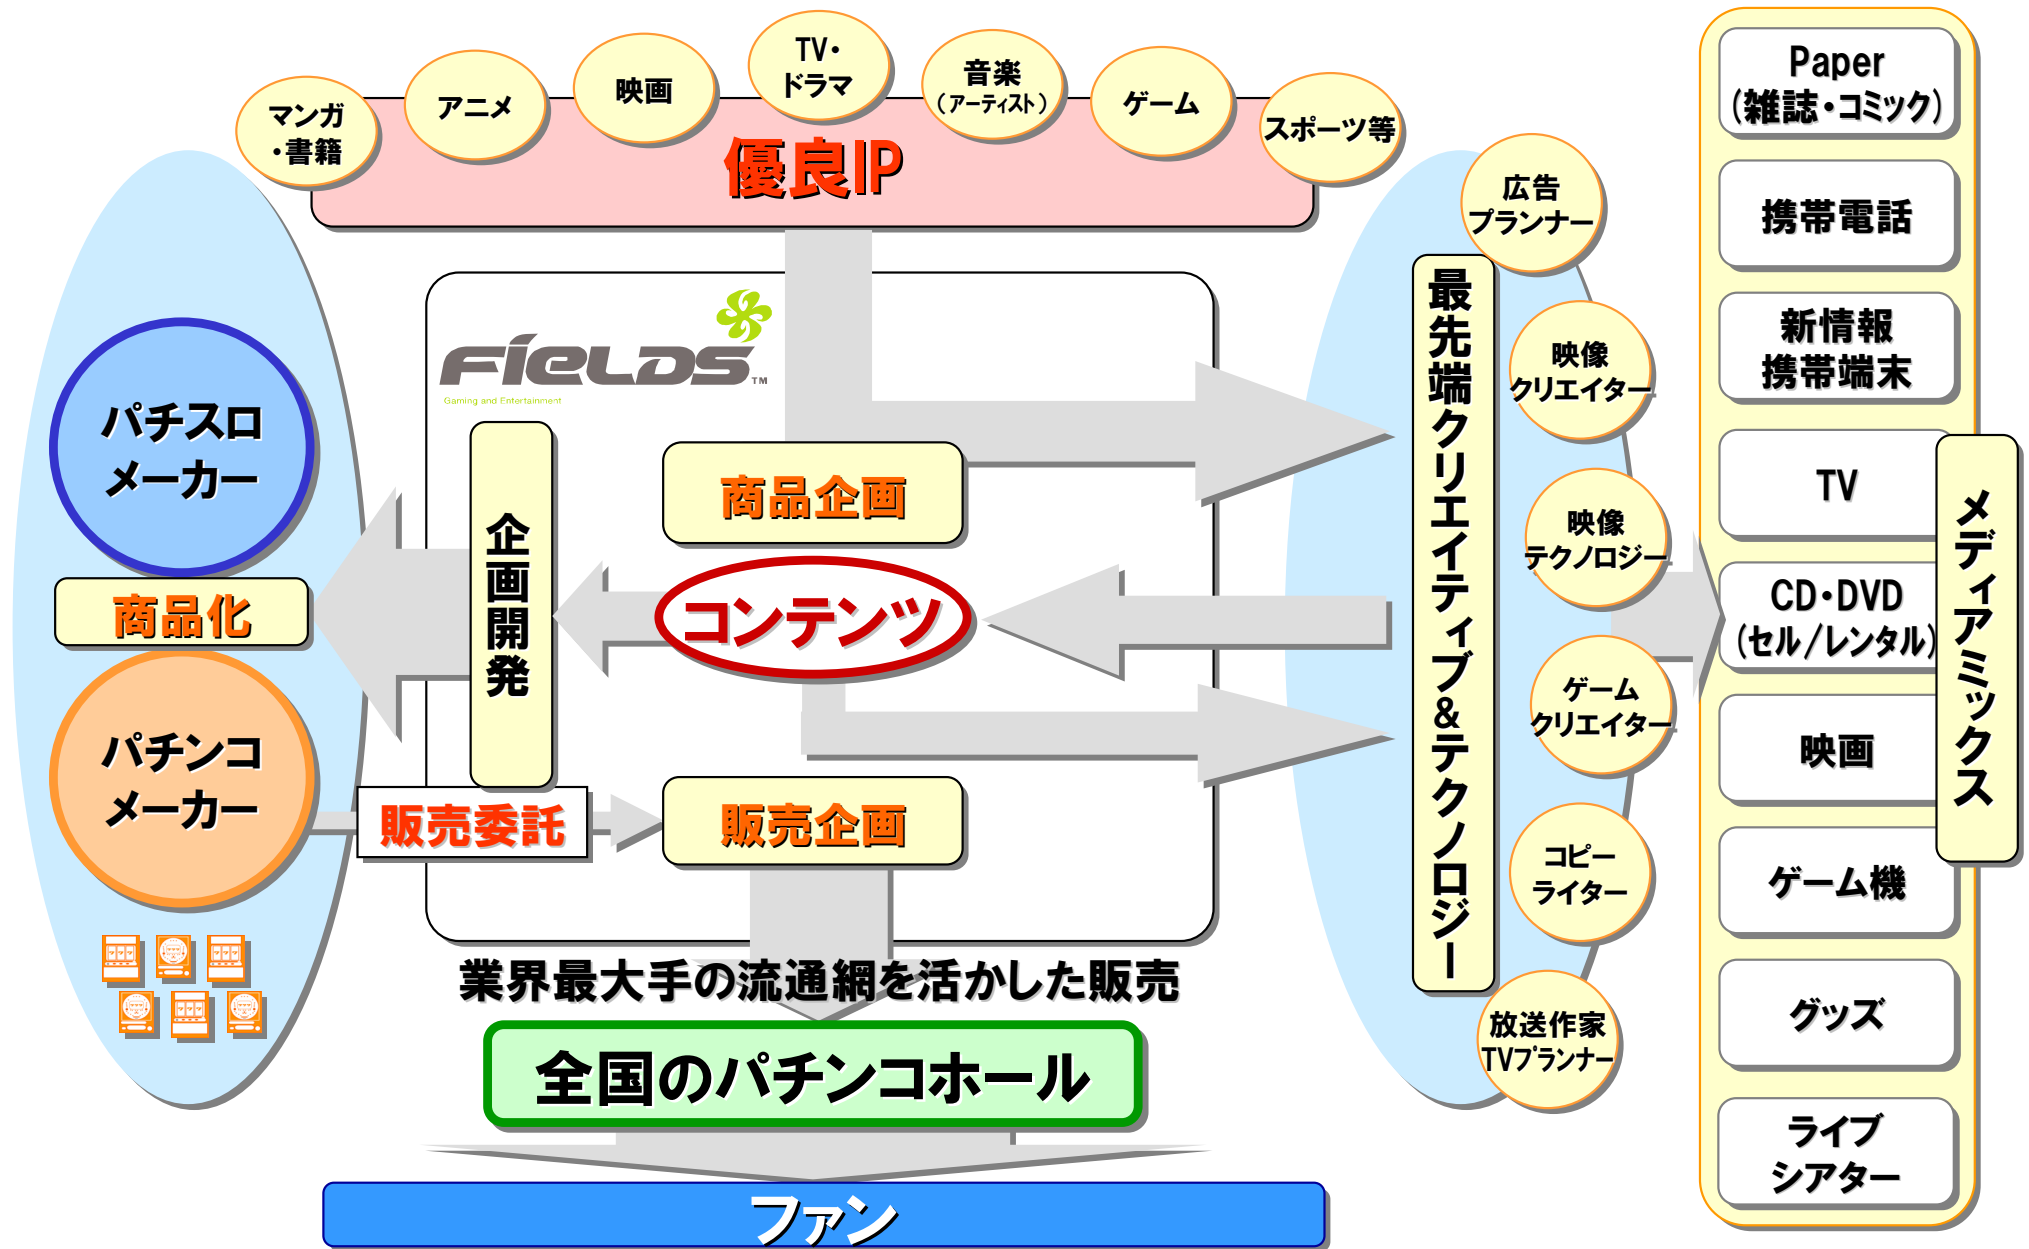 マンガ
・書籍
アニメ
映画
TV・
ドラマ
音楽
（アーティスト）
ゲーム
スポーツ等
優良IP
FIELDS™
Gaming and Entertainment
パチスロ
メーカー
商品化
パチンコ
メーカー
企画開発
商品企画
コンテンツ
販売委託
販売企画
業界最大手の流通網を活かした販売
全国のパチンコホール
ファン
最先端クリエイティブ&テクノロジー
広告
プランナー
映像
クリエイター
映像
テクノロジー
ゲーム
クリエイター
コピー
ライター
放送作家
TVプランナー
Paper
（雑誌・コミック）
携帯電話
新情報
携帯端末
TV
CD・DVD
（セル/レンタル）
映画
ゲーム機
グッズ
ライブ
シアター
メディアミックス